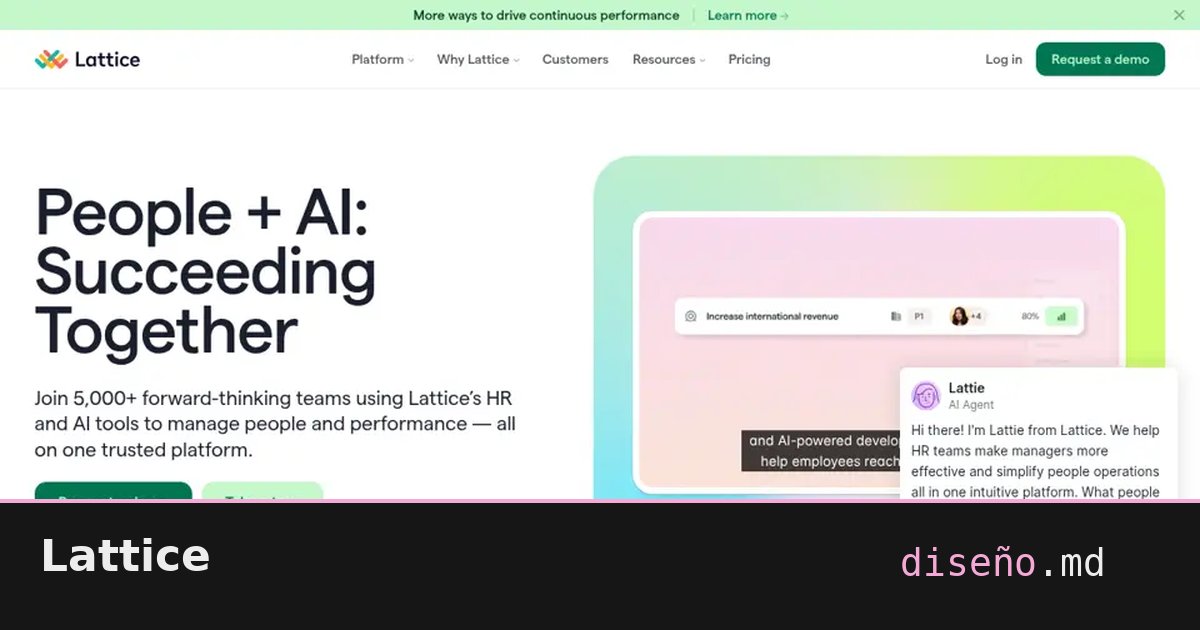 More ways to drive continuous performance | Learn more →
Lattice
Platform
Why Lattice
Customers
Resources
Pricing
Log in
Request a demo
People + AI:
Succeeding
Together
Join 5,000+ forward-thinking teams using Lattice’s HR
and AI tools to manage people and performance — all
on one trusted platform.
Increase international revenue
P1
+4
80%
and AI-powered develo
help employees reach
Lattie
AI Agent
Hi there! I'm Lattie from Lattice. We help
HR teams make managers more
effective and simplify people operations
all in one intuitive platform. What people
Lattice
diseño.md